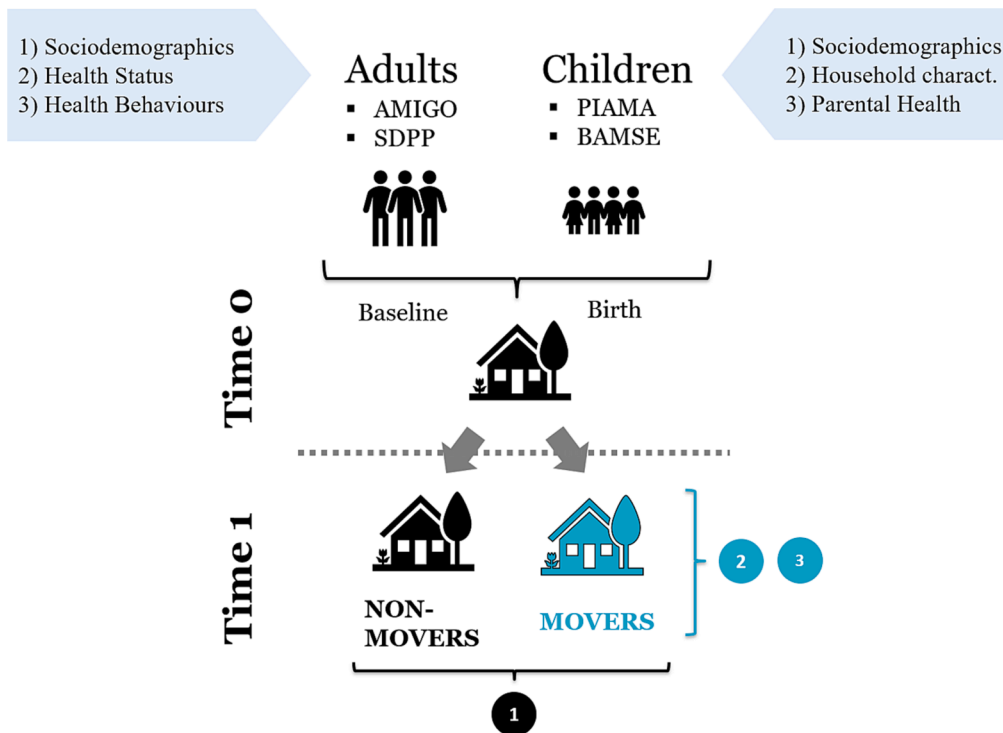 1) Sociodemographics
2) Health Status
3) Health Behaviours
Adults
▪ AMIGO
▪ SDPP
Children
▪ PIAMA
▪ BAMSE
1) Sociodemographics
2) Household charact.
3) Parental Health
Time 0
Baseline
Birth
Time 1
NON-
MOVERS
MOVERS
2
3
1